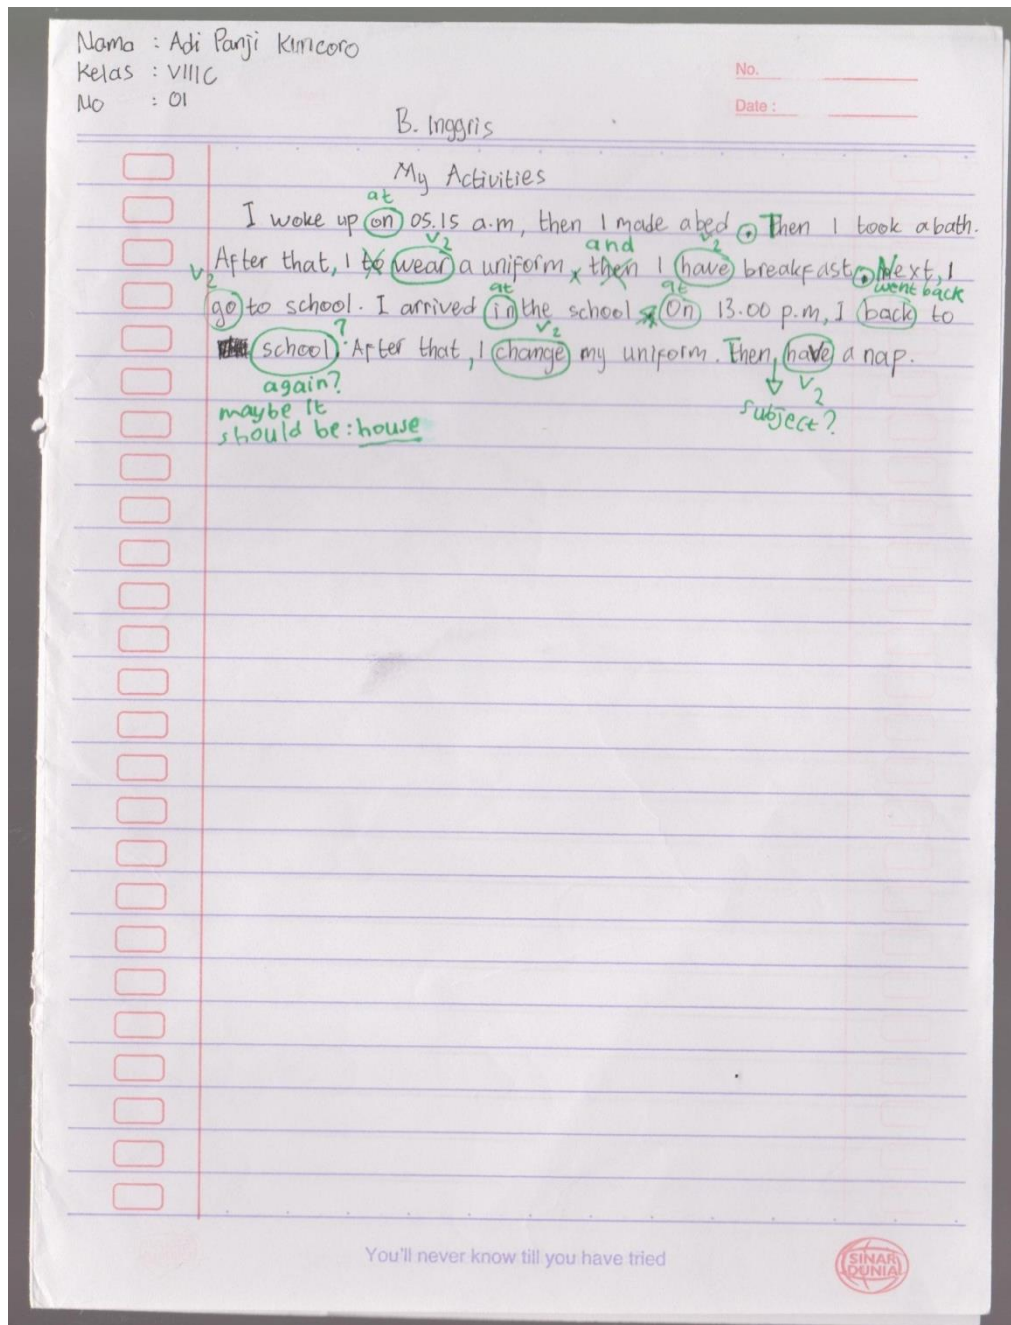 Nama : Adi Panji Kuncoro
Kelas : VIIIC
No : 01
No.
Date :
B. Inggris
My Activities
at
I woke up on 05.15 a.m, then I made a bed. Then I took a bath.
V2 and V2
After that, I to wear a uniform, then I have breakfast. Next, I
V2 at at went back
go to school. I arrived in the school. On 13.00 p.m, I back to
? V2
school. After that, I change my uniform. Then, have a nap.
again? V2
maybe it subject?
should be: house
You'll never know till you have tried
SINAR
DUNIA